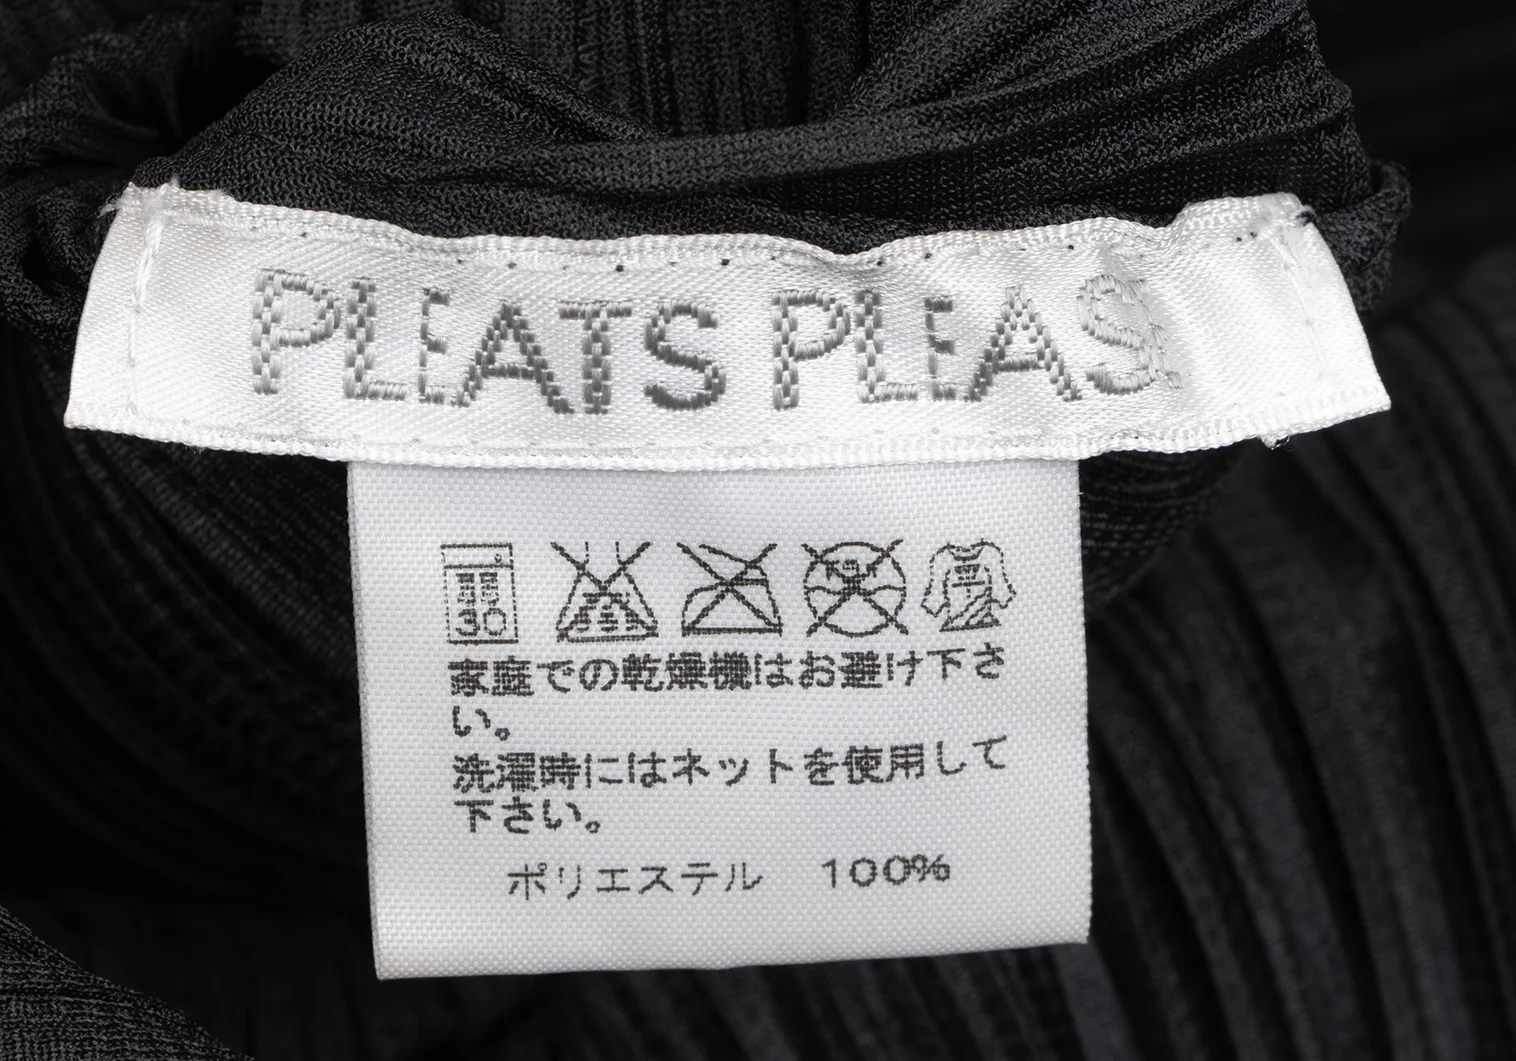 PLEATS PLEAS
30
家庭での乾燥機はお避け下さ
い。
洗濯時にはネットを使用して
下さい。
ポリエステル 100%